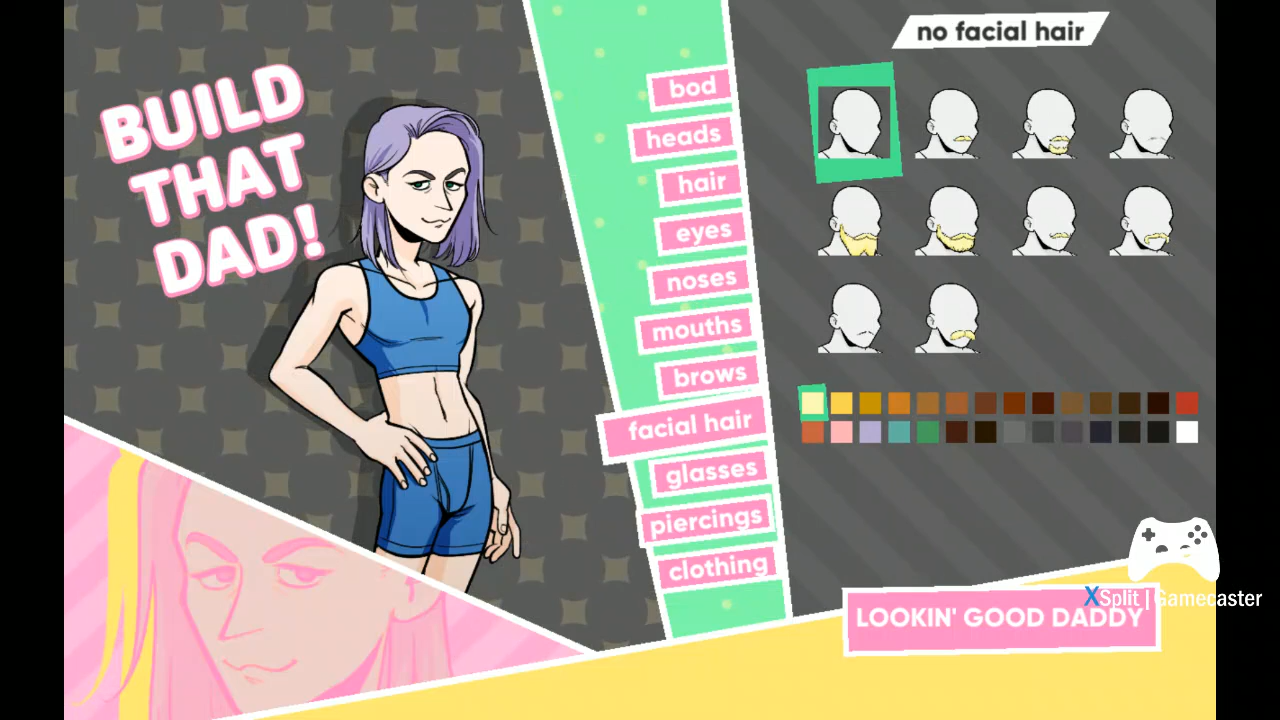 BUILD
THAT
DAD!
bod
heads
hair
eyes
noses
mouths
brows
facial hair
glasses
piercings
clothing
no facial hair
LOOKIN' GOOD DADDY
XSplit | Gamecaster